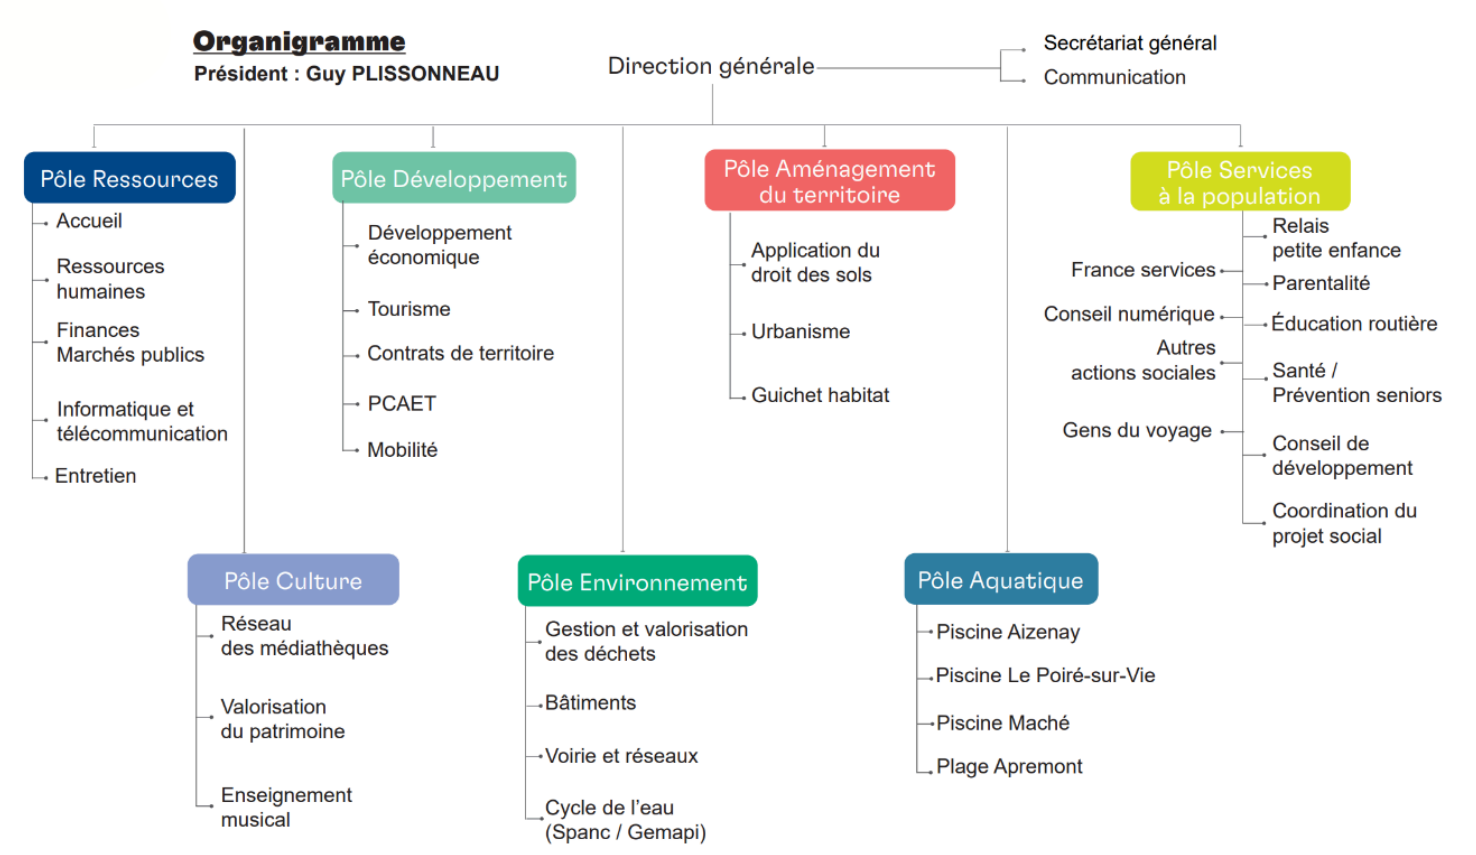 Organigramme
Président : Guy PLISSONNEAU
Direction générale
Secrétariat général
Communication
Pôle Ressources
Accueil
Ressources
humaines
Finances
Marchés publics
Informatique et
télécommunication
Entretien
Pôle Développement
Développement
économique
Tourisme
Contrats de territoire
PCAET
Mobilité
Pôle Aménagement
du territoire
Application du
droit des sols
Urbanisme
Guichet habitat
Pôle Services
à la population
France services
Conseil numérique
Autres
actions sociales
Gens du voyage
Relais
petite enfance
Parentalité
Éducation routière
Santé /
Prévention seniors
Conseil de
développement
Coordination du
projet social
Pôle Culture
Réseau
des médiathèques
Valorisation
du patrimoine
Enseignement
musical
Pôle Environnement
Gestion et valorisation
des déchets
Bâtiments
Voirie et réseaux
Cycle de l'eau
(Spanc / Gemapi)
Pôle Aquatique
Piscine Aizenay
Piscine Le Poiré-sur-Vie
Piscine Maché
Plage Apremont